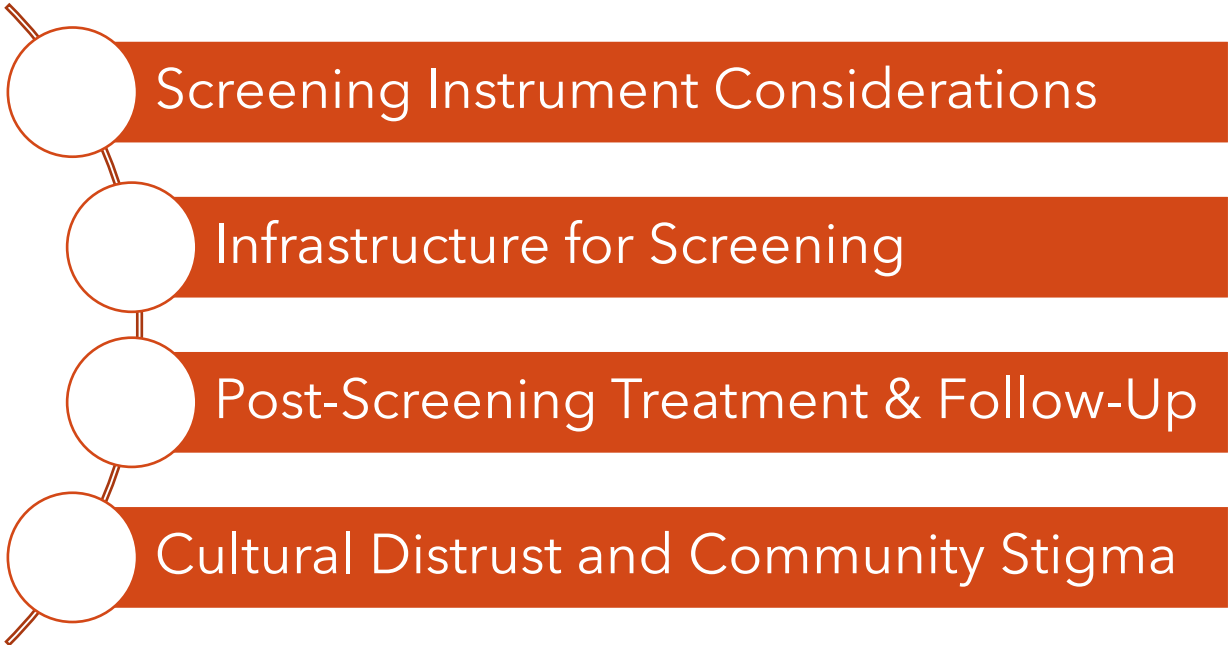 Screening Instrument Considerations
Infrastructure for Screening
Post-Screening Treatment & Follow-Up
Cultural Distrust and Community Stigma